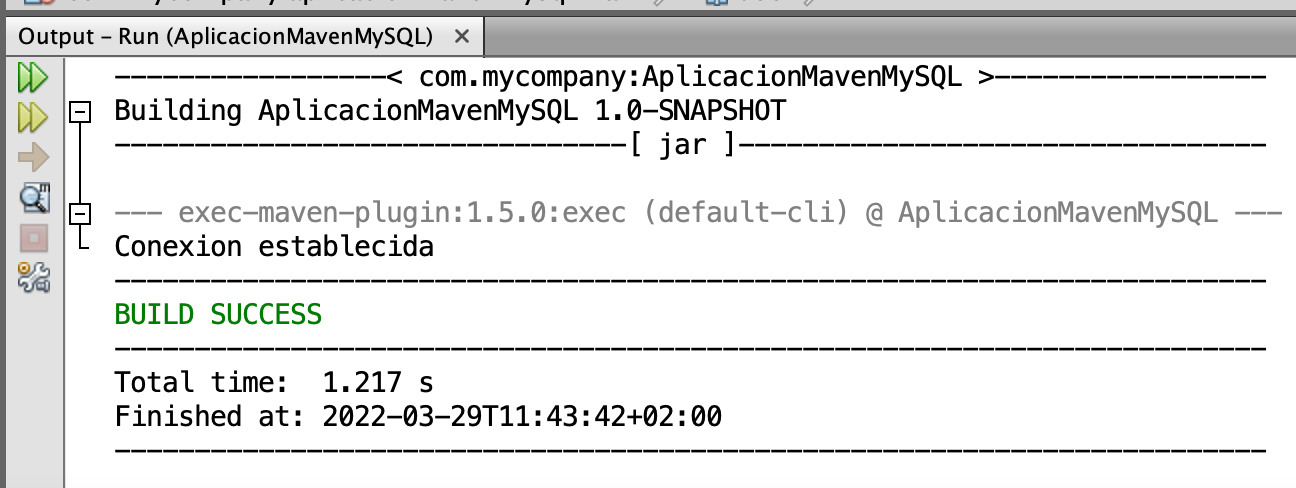 Output – Run (AplicacionMavenMySQL) ×
-----------------< com.mycompany:AplicacionMavenMySQL >-----------------
Building AplicacionMavenMySQL 1.0-SNAPSHOT
--------------------------------[ jar ]---------------------------------
--- exec-maven-plugin:1.5.0:exec (default-cli) @ AplicacionMavenMySQL ---
Conexion establecida
------------------------------------------------------------------------
BUILD SUCCESS
------------------------------------------------------------------------
Total time:  1.217 s
Finished at: 2022-03-29T11:43:42+02:00
------------------------------------------------------------------------